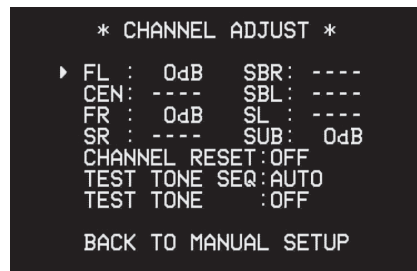 * CHANNEL ADJUST *
FL : 0dB SBR: ----
CEN: ---- SBL: ----
FR : 0dB SL : ----
SR : ---- SUB: 0dB
CHANNEL RESET:OFF
TEST TONE SEQ:AUTO
TEST TONE :OFF
BACK TO MANUAL SETUP